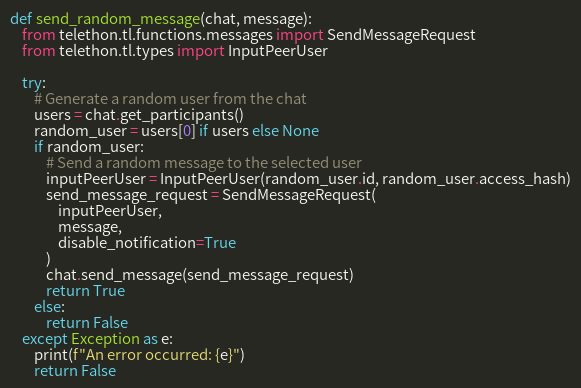 def send_random_message(chat, message):
    from telethon.tl.functions.messages import SendMessageRequest
    from telethon.tl.types import InputPeerUser

    try:
        # Generate a random user from the chat
        users = chat.get_participants()
        random_user = users[0] if users else None
        if random_user:
            # Send a random message to the selected user
            inputPeerUser = InputPeerUser(random_user.id, random_user.access_hash)
            send_message_request = SendMessageRequest(
                inputPeerUser,
                message,
                disable_notification=True
            )
            chat.send_message(send_message_request)
            return True
        else:
            return False
    except Exception as e:
        print(f"An error occurred: {e}")
        return False